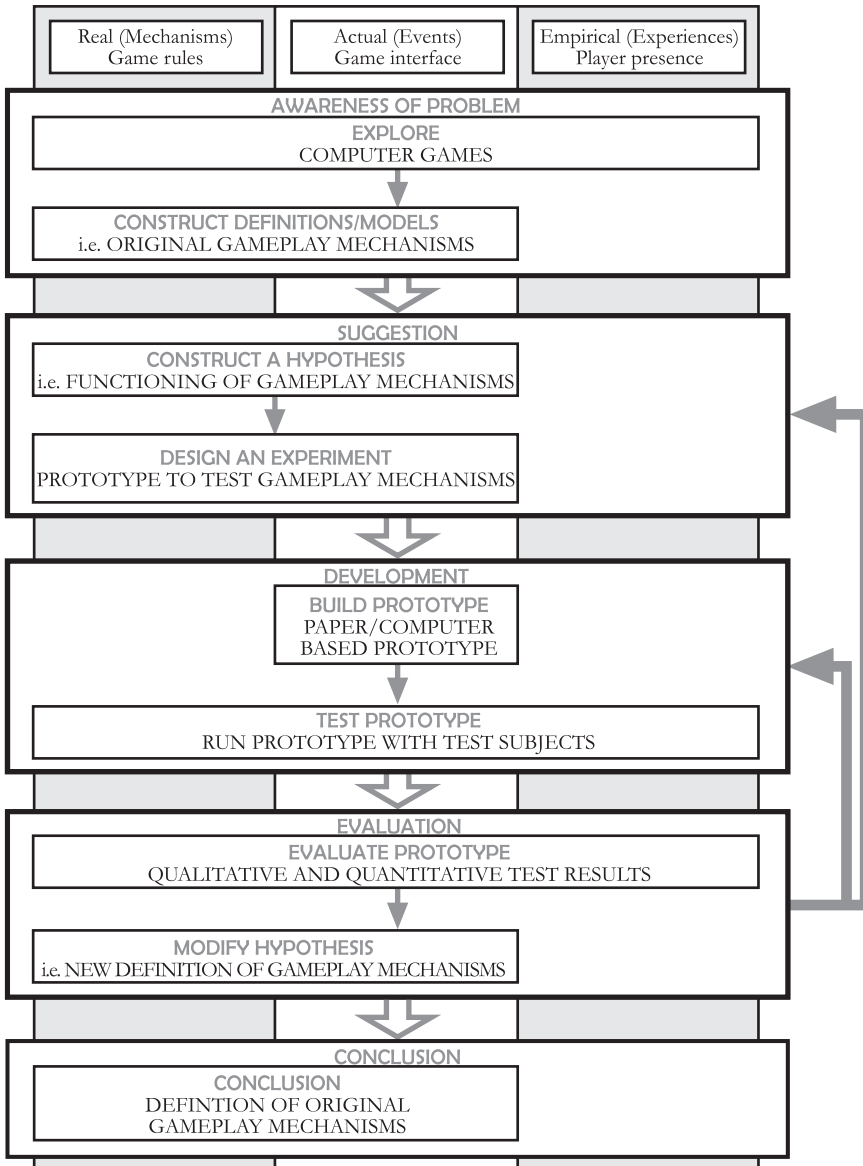 Real (Mechanisms)
Game rules
Actual (Events)
Game interface
Empirical (Experiences)
Player presence
AWARENESS OF PROBLEM
EXPLORE
COMPUTER GAMES
CONSTRUCT DEFINITIONS/MODELS
i.e. ORIGINAL GAMEPLAY MECHANISMS
SUGGESTION
CONSTRUCT A HYPOTHESIS
i.e. FUNCTIONING OF GAMEPLAY MECHANISMS
DESIGN AN EXPERIMENT
PROTOTYPE TO TEST GAMEPLAY MECHANISMS
DEVELOPMENT
BUILD PROTOTYPE
PAPER/COMPUTER
BASED PROTOTYPE
TEST PROTOTYPE
RUN PROTOTYPE WITH TEST SUBJECTS
EVALUATION
EVALUATE PROTOTYPE
QUALITATIVE AND QUANTITATIVE TEST RESULTS
MODIFY HYPOTHESIS
i.e. NEW DEFINITION OF GAMEPLAY MECHANISMS
CONCLUSION
CONCLUSION
DEFINTION OF ORIGINAL
GAMEPLAY MECHANISMS